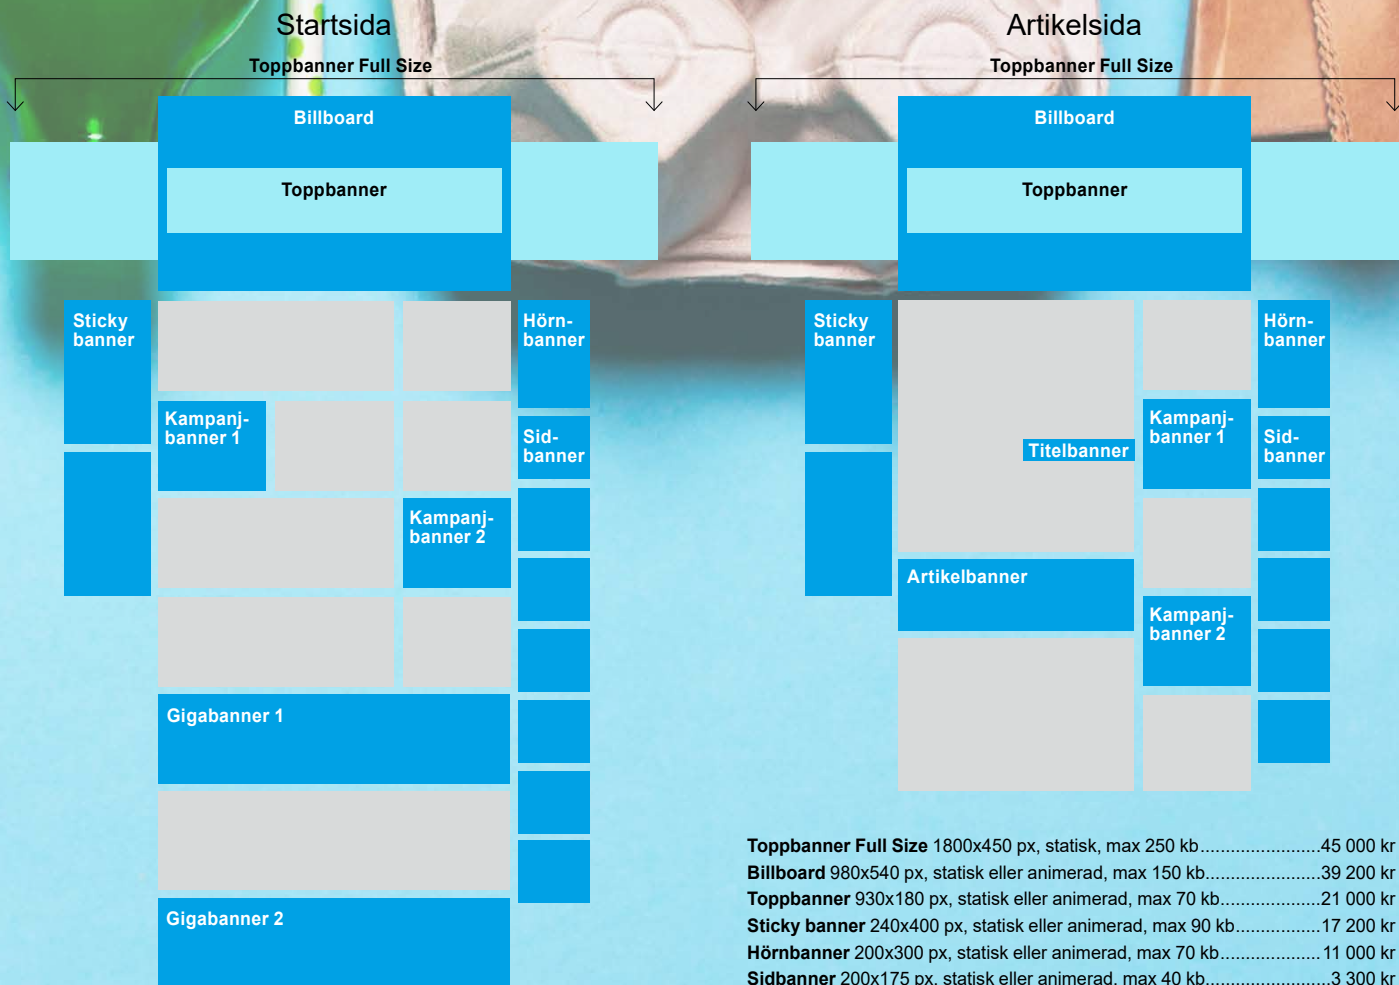 Startsida
Toppbanner Full Size
Billboard
Toppbanner
Sticky
banner
Hörn-
banner
Kampanj-
banner 1
Sid-
banner
Kampanj-
banner 2
Gigabanner 1
Gigabanner 2
Artikelsida
Toppbanner Full Size
Billboard
Toppbanner
Sticky
banner
Hörn-
banner
Kampanj-
banner 1
Sid-
banner
Titelbanner
Artikelbanner
Kampanj-
banner 2
Toppbanner Full Size 1800x450 px, statisk, max 250 kb.......................45 000 kr
Billboard 980x540 px, statisk eller animerad, max 150 kb......................39 200 kr
Toppbanner 930x180 px, statisk eller animerad, max 70 kb...................21 000 kr
Sticky banner 240x400 px, statisk eller animerad, max 90 kb................17 200 kr
Hörnbanner 200x300 px, statisk eller animerad, max 70 kb...................11 000 kr
Sidbanner 200x175 px, statisk eller animerad, max 40 kb........................3 300 kr